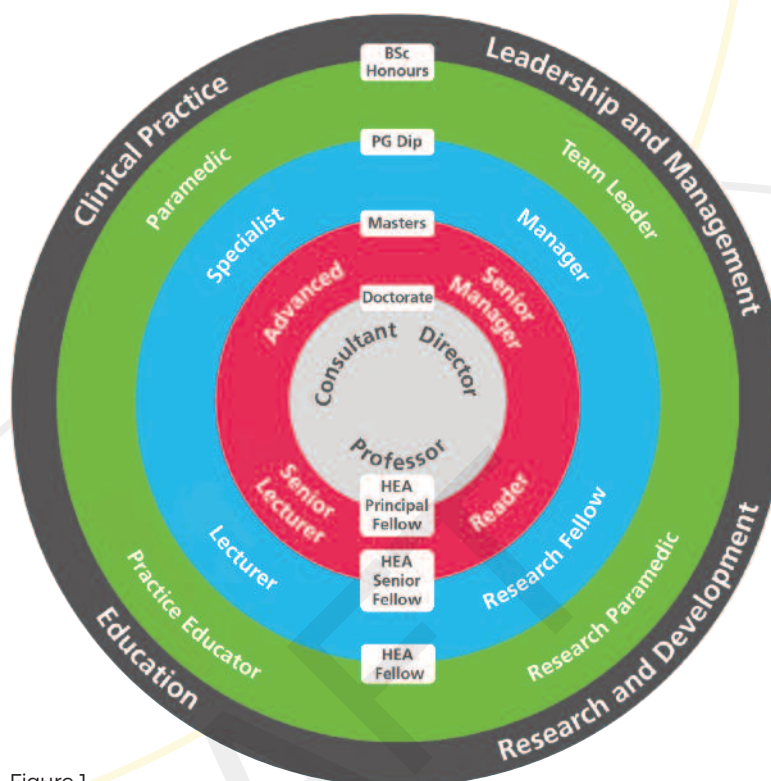 BSc
Honours
Clinical Practice
Leadership and Management
Paramedic
Team Leader
PG Dip
Specialist
Manager
Masters
Advanced
Senior
Manager
Doctorate
Consultant
Director
Professor
HEA
Principal
Fellow
Senior
Lecturer
Reader
HEA
Senior
Fellow
Lecturer
Research Fellow
HEA
Fellow
Practice Educator
Research Paramedic
Education
Research and Development
Figure 1